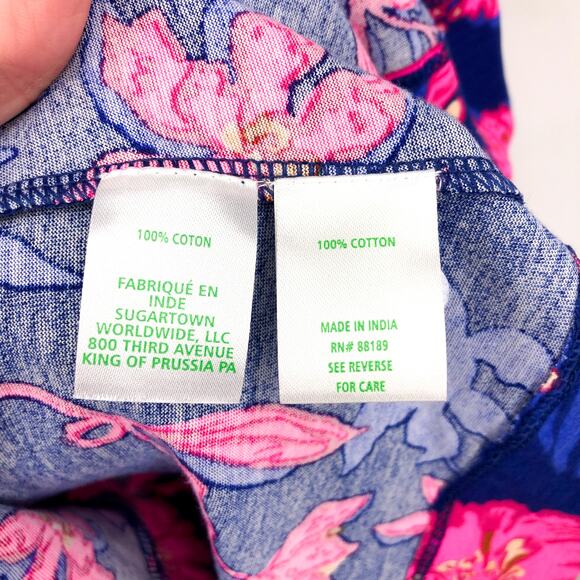 100% COTON
FABRIQUÉ EN
INDE
SUGARTOWN
WORLDWIDE, LLC
800 THIRD AVENUE
KING OF PRUSSIA PA
100% COTTON
MADE IN INDIA
RN# 88189
SEE REVERSE
FOR CARE